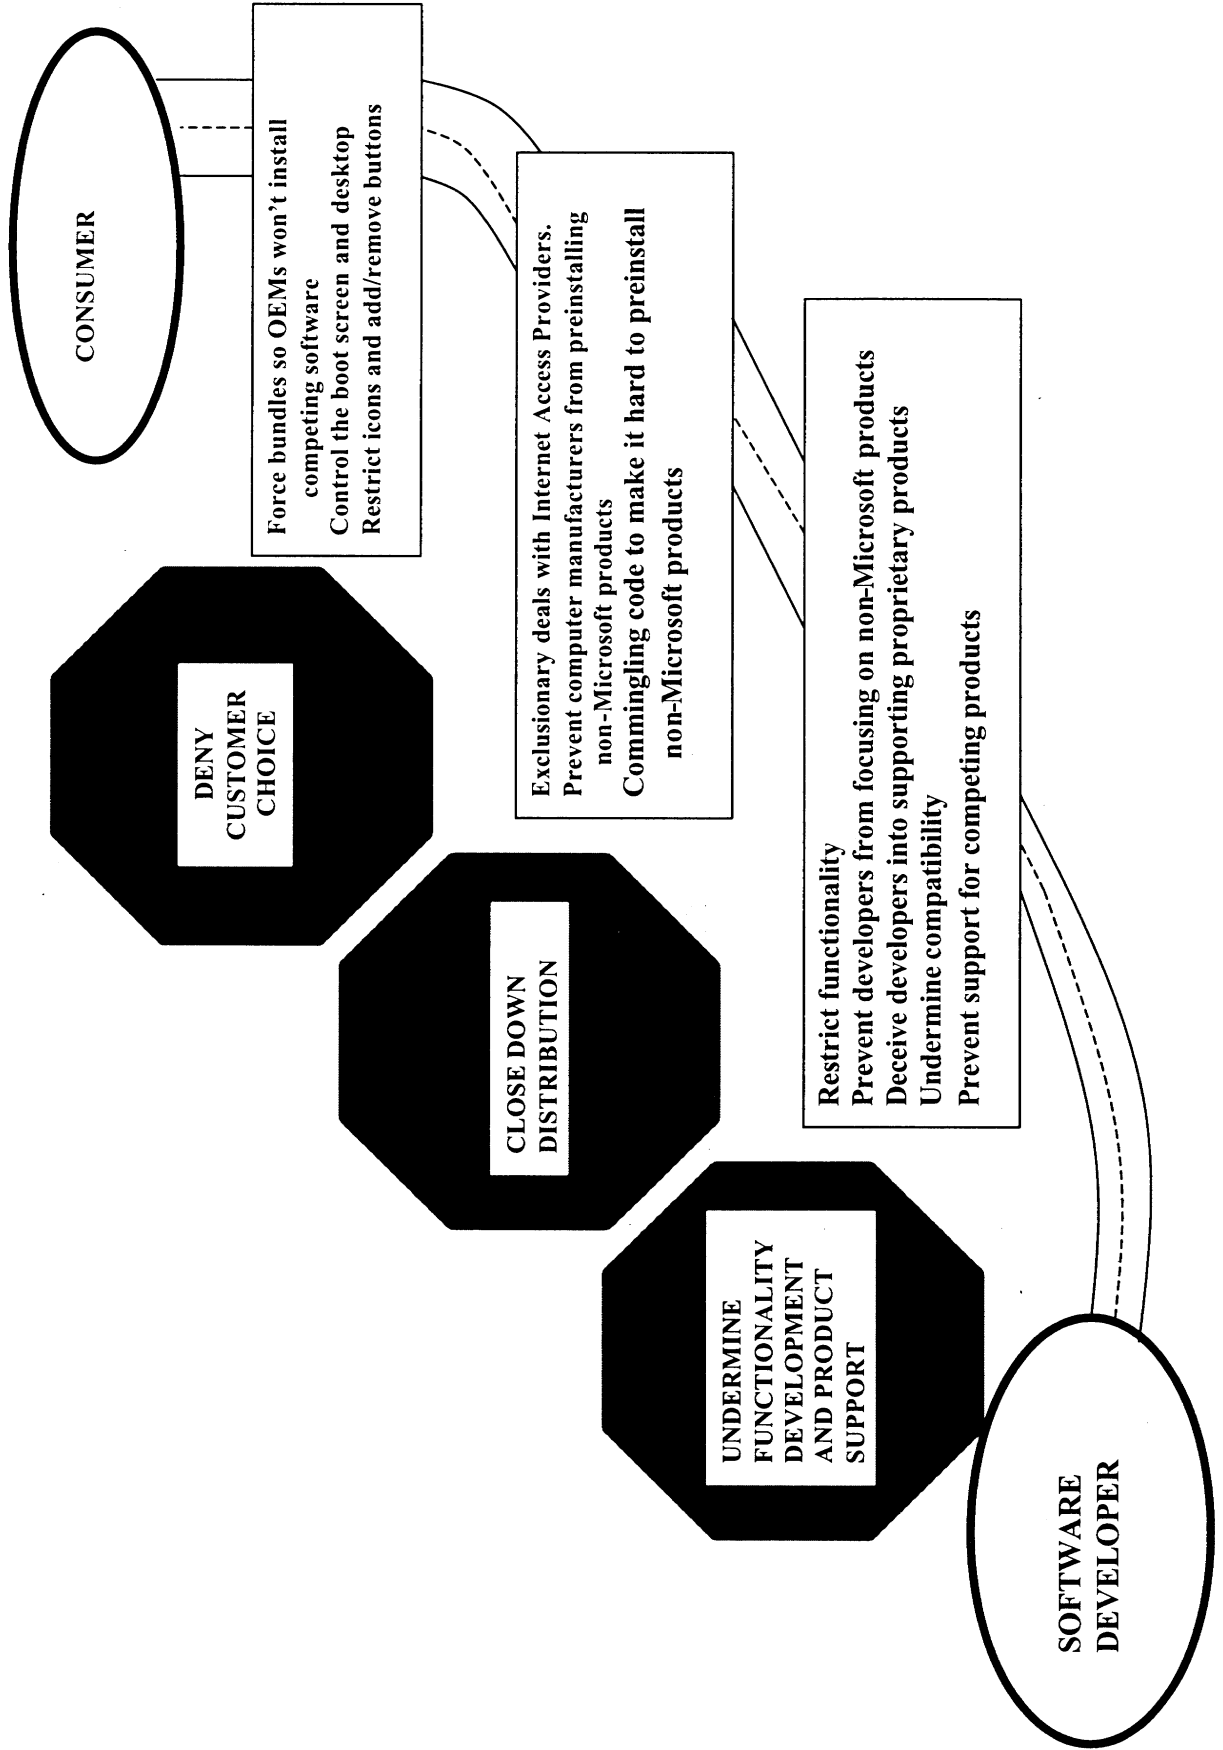 CONSUMER
Force bundles so OEMs won't install
competing software
Control the boot screen and desktop
Restrict icons and add/remove buttons
DENY
CUSTOMER
CHOICE
Exclusionary deals with Internet Access Providers.
Prevent computer manufacturers from preinstalling
non-Microsoft products
Commingling code to make it hard to preinstall
non-Microsoft products
CLOSE DOWN
DISTRIBUTION
Restrict functionality
Prevent developers from focusing on non-Microsoft products
Deceive developers into supporting proprietary products
Undermine compatibility
Prevent support for competing products
UNDERMINE
FUNCTIONALITY
DEVELOPMENT
AND PRODUCT
SUPPORT
SOFTWARE
DEVELOPER